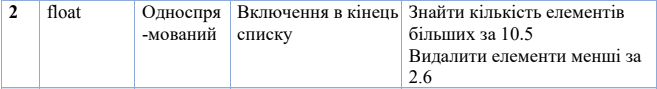 2 float Односпря Включення в кінець Знайти кількість елементів
-мований списку більших за 10.5
Видалити елементи менші за
2.6